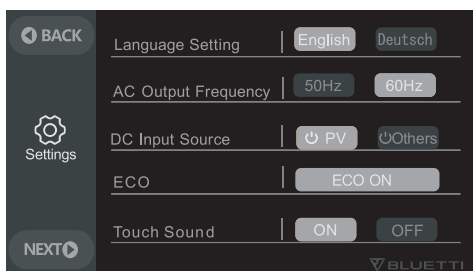 BACK
Language Setting English Deutsch
AC Output Frequency 50Hz 60Hz
Settings
DC Input Source PV Others
ECO ECO ON
Touch Sound ON OFF
NEXT
BLUETTI